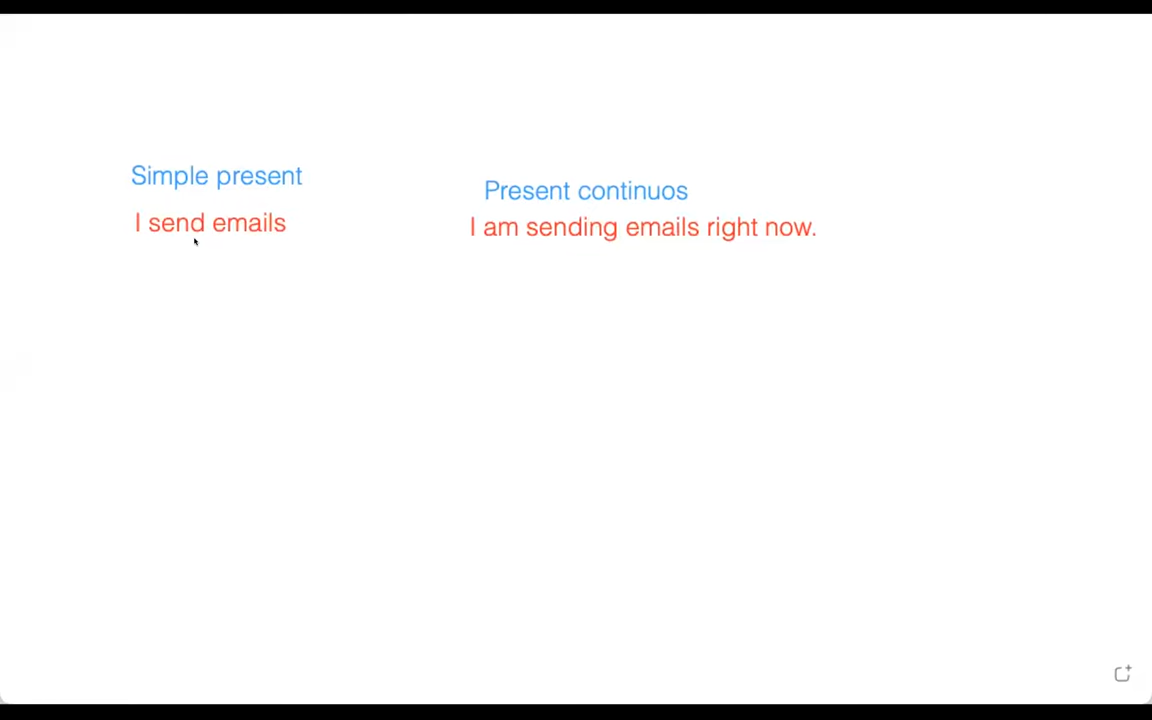 Simple present
I send emails
Present continuos
I am sending emails right now.